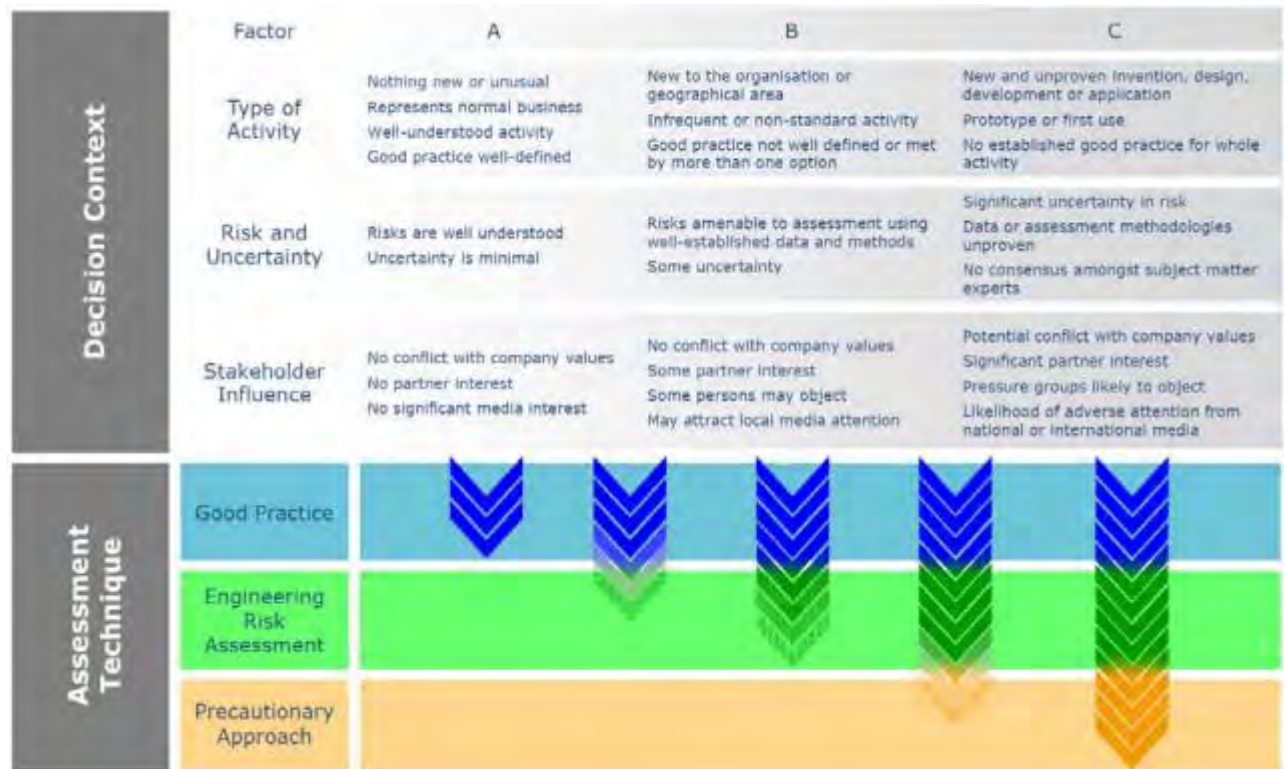 Factor
A
B
C
Decision Context
Type of
Activity
Nothing new or unusual
Represents normal business
Well-understood activity
Good practice well-defined
New to the organisation or
geographical area
Infrequent or non-standard activity
Good practice not well defined or met
by more than one option
New and unproven invention, design,
development or application
Prototype or first use
No established good practice for whole
activity
Risk and
Uncertainty
Risks are well understood
Uncertainty is minimal
Risks amenable to assessment using
well-established data and methods
Some uncertainty
Significant uncertainty in risk
Data or assessment methodologies
unproven
No consensus amongst subject matter
experts
Stakeholder
Influence
No conflict with company values
No partner interest
No significant media interest
No conflict with company values
Some partner interest
Some persons may object
May attract local media attention
Potential conflict with company values
Significant partner interest
Pressure groups likely to object
Likelihood of adverse attention from
national or international media
Assessment
Technique
Good Practice
Engineering
Risk
Assessment
Precautionary
Approach